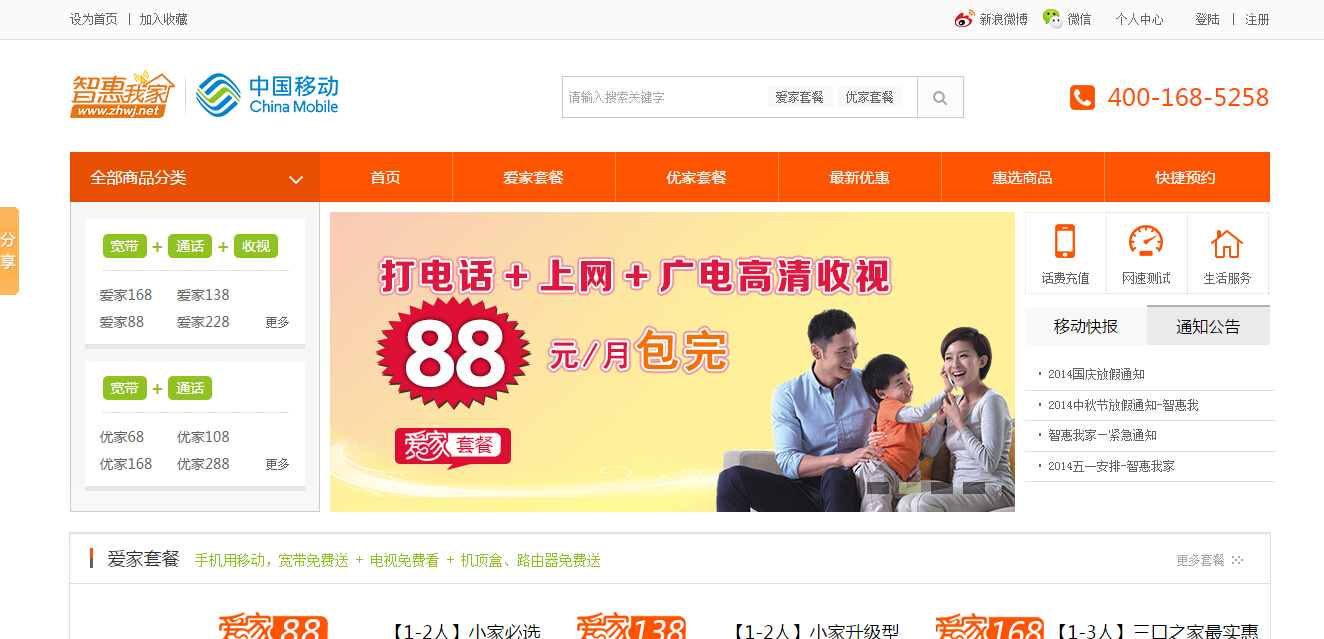 设为首页 | 加入收藏 新浪微博 微信 个人中心 登陆 | 注册
智惠我家 中国移动
www.zhwj.net China Mobile
请输入搜索关键字 爱家套餐 优家套餐 400-168-5258
全部商品分类 首页 爱家套餐 优家套餐 最新优惠 惠选商品 快捷预约
分享
宽带 + 通话 + 收视
爱家168 爱家138
爱家88 爱家228 更多
宽带 + 通话
优家68 优家108
优家168 优家288 更多
打电话+上网+广电高清收视
88元/月包完
爱家套餐
话费充值 网速测试 生活服务
移动快报 通知公告
· 2014国庆放假通知
· 2014中秋节放假通知-智惠我
· 智惠我家—紧急通知
· 2014五一安排-智惠我家
爱家套餐 手机用移动，宽带免费送 + 电视免费看 + 机顶盒、路由器免费送 更多套餐
爱家88 【1-2人】小家必选 爱家138 【1-2人】小家升级型 爱家168 【1-3人】三口之家最实惠